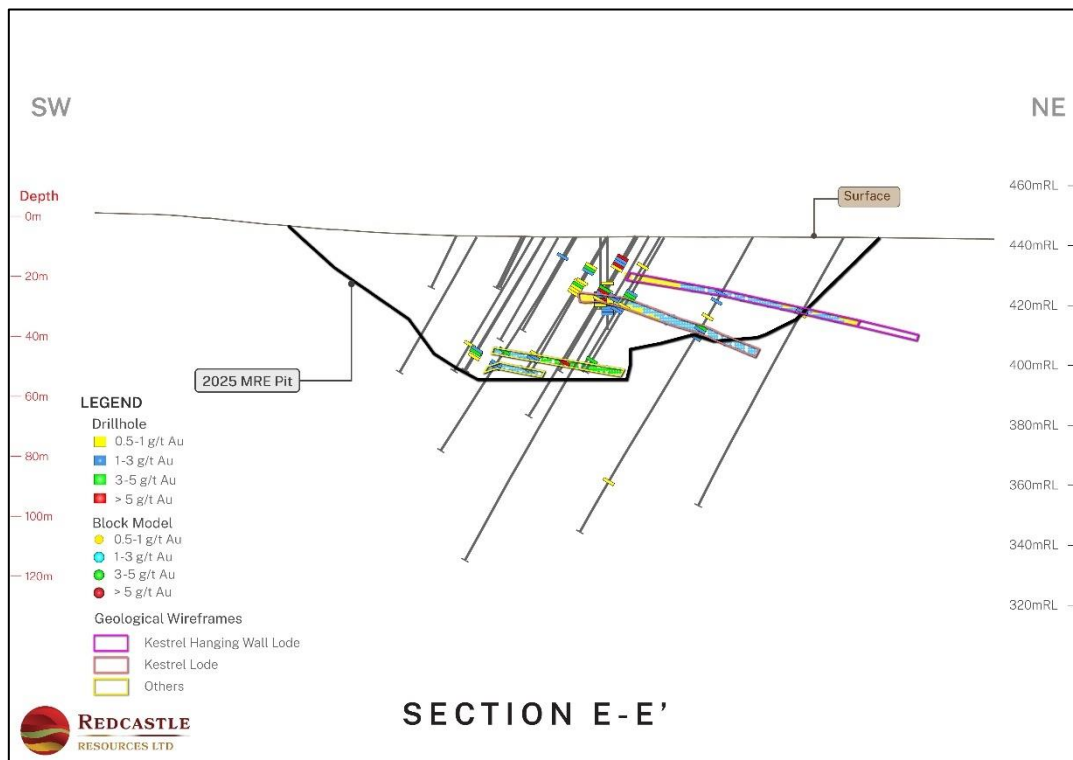 SW
NE
Depth
0m
20m
40m
60m
80m
100m
120m
460mRL
440mRL
420mRL
400mRL
380mRL
360mRL
340mRL
320mRL
Surface
2025 MRE Pit
LEGEND
Drillhole
0.5-1 g/t Au
1-3 g/t Au
3-5 g/t Au
> 5 g/t Au
Block Model
0.5-1 g/t Au
1-3 g/t Au
3-5 g/t Au
> 5 g/t Au
Geological Wireframes
Kestrel Hanging Wall Lode
Kestrel Lode
Others
REDCASTLE
RESOURCES LTD
SECTION E-E'